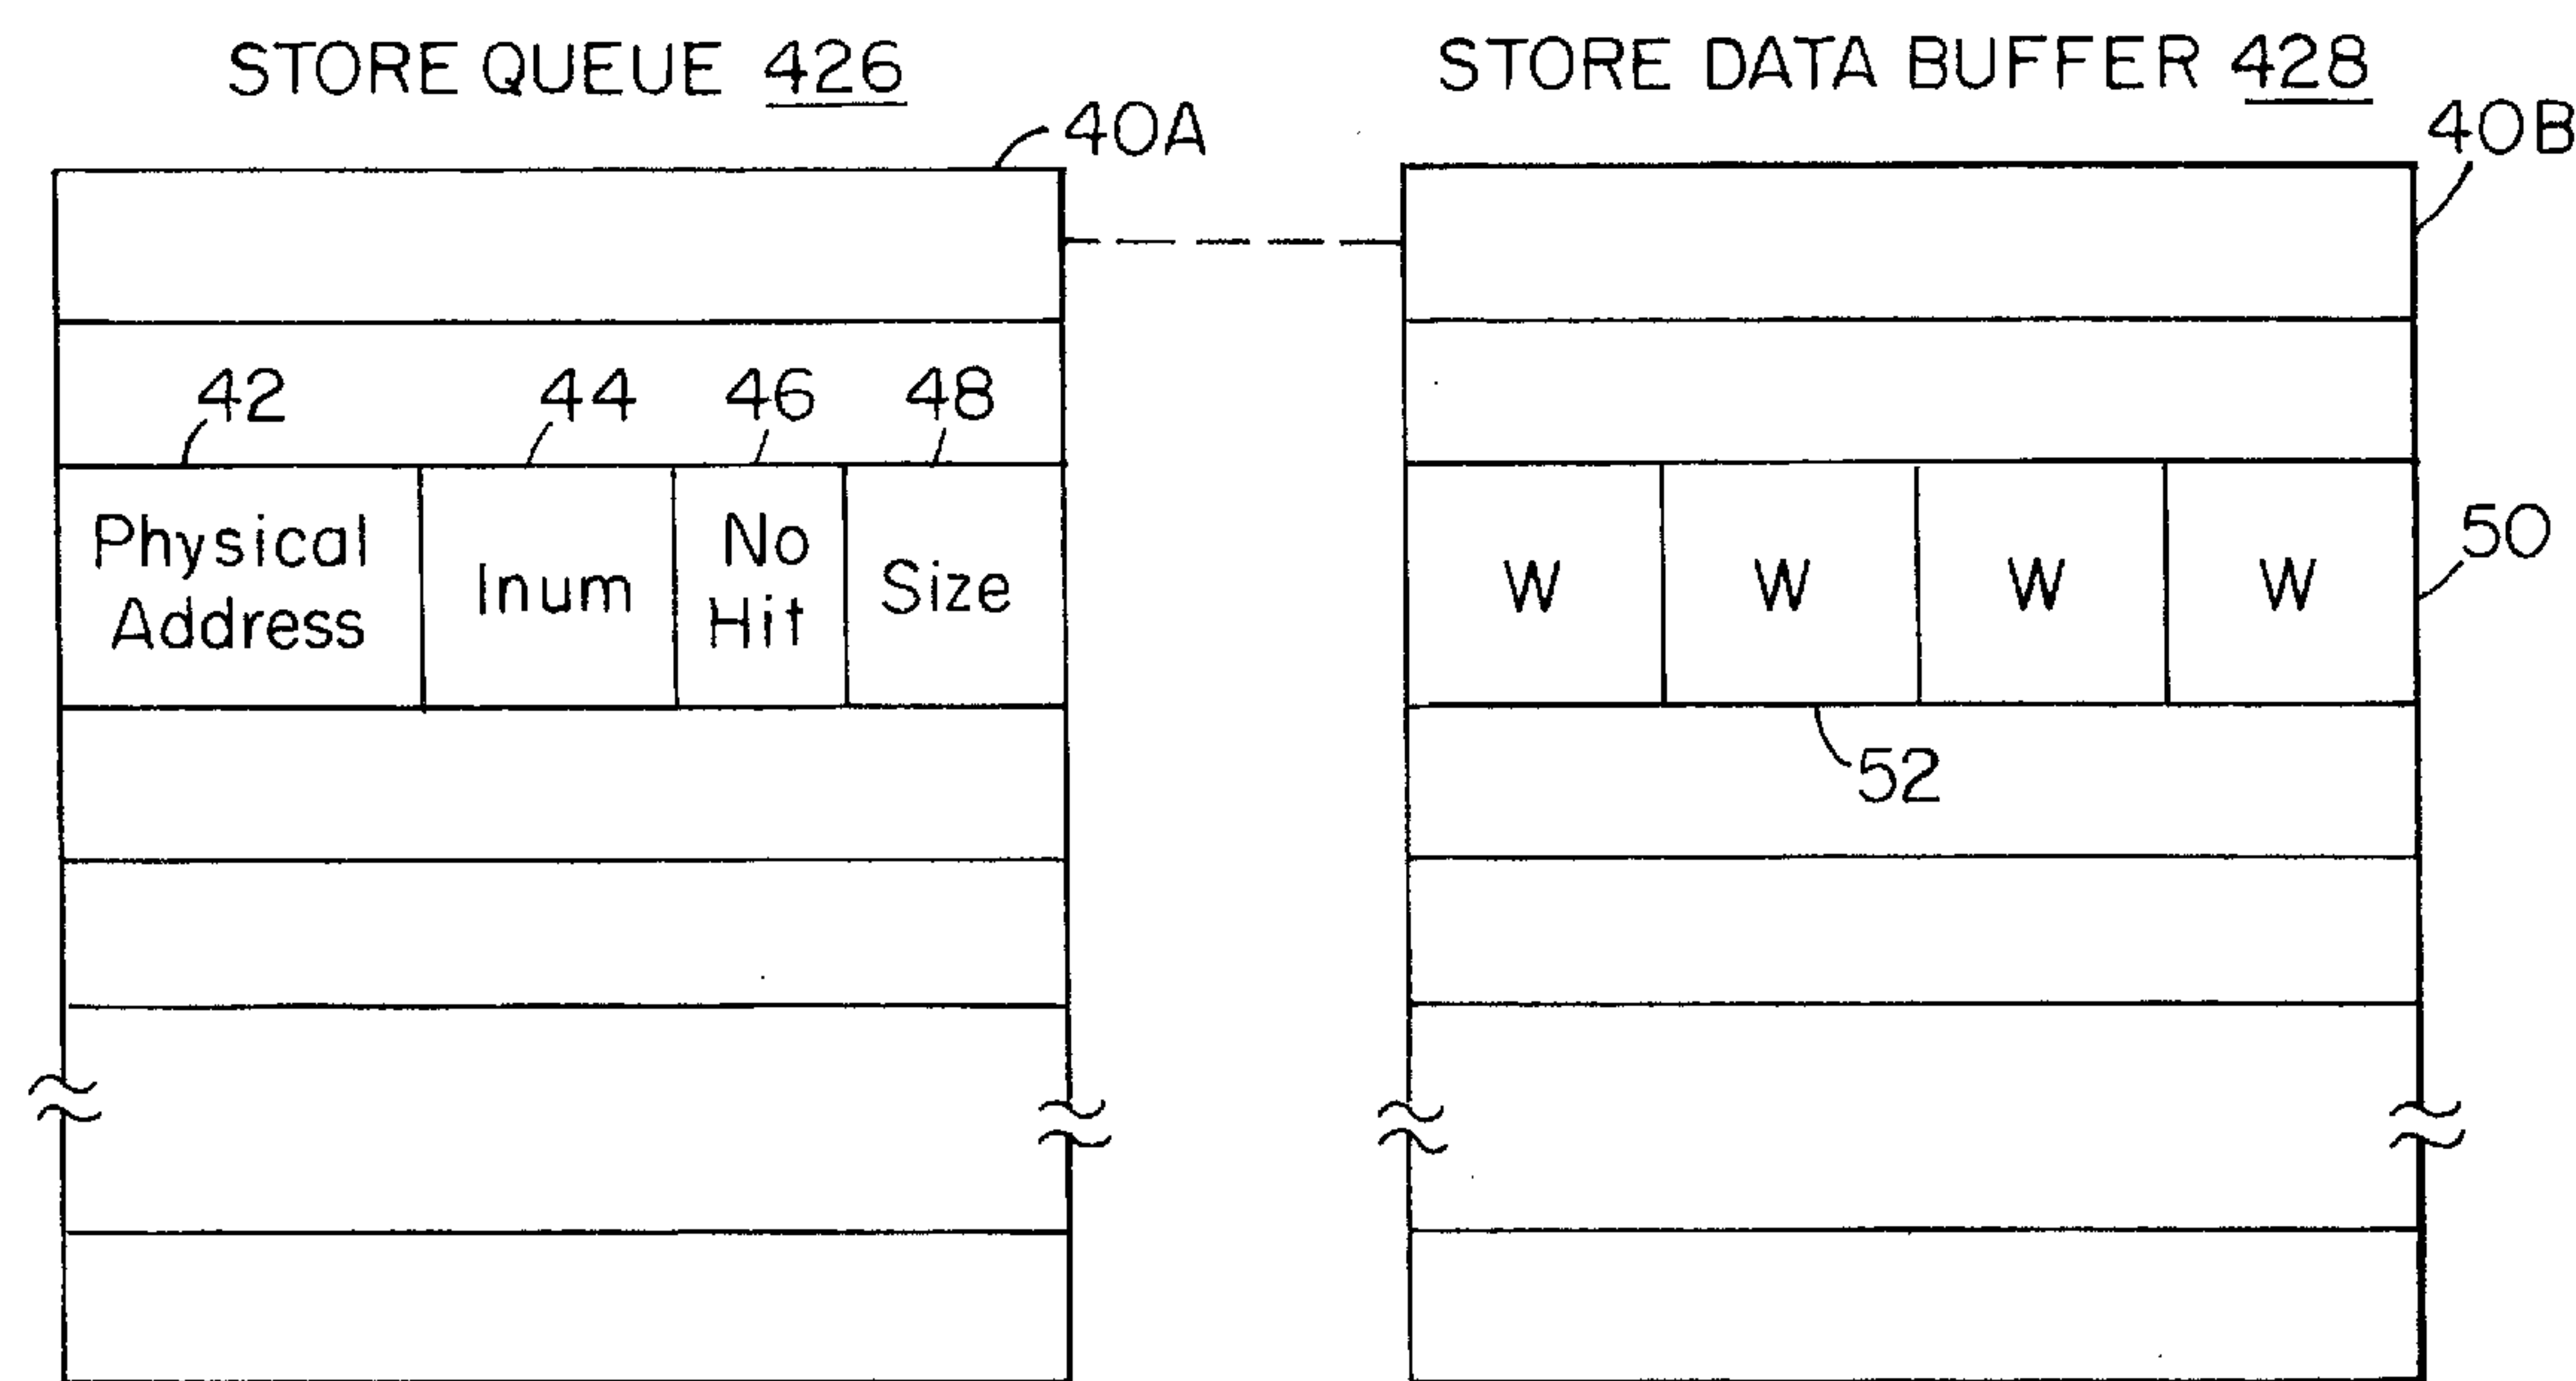 STORE QUEUE 426
STORE DATA BUFFER 428
40A
40B
42
44
46
48
Physical
Address
Inum
No
Hit
Size
W
W
W
W
50
52